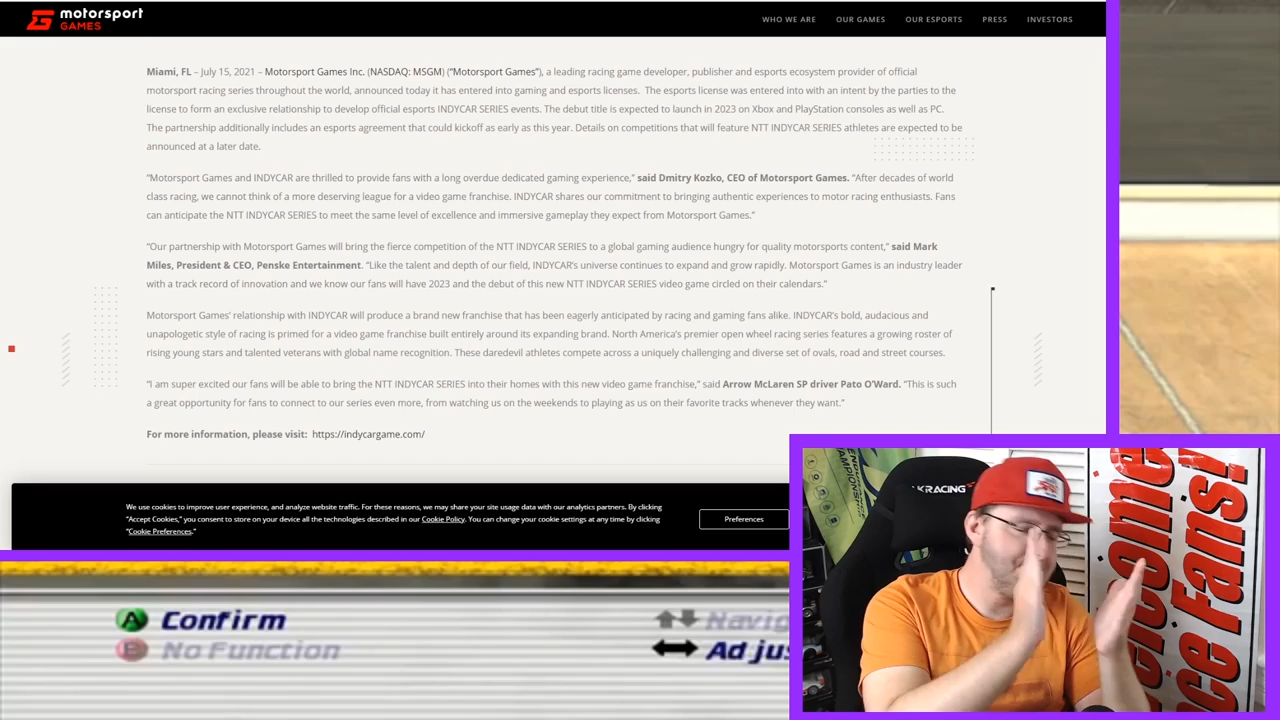 motorsport
GAMES
WHO WE ARE OUR GAMES OUR ESPORTS PRESS INVESTORS
Miami, FL – July 15, 2021 – Motorsport Games Inc. (NASDAQ: MSGM) (“Motorsport Games”), a leading racing game developer, publisher and esports ecosystem provider of official
motorsport racing series throughout the world, announced today it has entered into gaming and esports licenses. The esports license was entered into with an intent by the parties to the
license to form an exclusive relationship to develop official esports INDYCAR SERIES events. The debut title is expected to launch in 2023 on Xbox and PlayStation consoles as well as PC.
The partnership additionally includes an esports agreement that could kickoff as early as this year. Details on competitions that will feature NTT INDYCAR SERIES athletes are expected to be
announced at a later date.
“Motorsport Games and INDYCAR are thrilled to provide fans with a long overdue dedicated gaming experience,” said Dmitry Kozko, CEO of Motorsport Games. “After decades of world
class racing, we cannot think of a more deserving league for a video game franchise. INDYCAR shares our commitment to bringing authentic experiences to motor racing enthusiasts. Fans
can anticipate the NTT INDYCAR SERIES to meet the same level of excellence and immersive gameplay they expect from Motorsport Games.”
“Our partnership with Motorsport Games will bring the fierce competition of the NTT INDYCAR SERIES to a global gaming audience hungry for quality motorsports content,” said Mark
Miles, President & CEO, Penske Entertainment. “Like the talent and depth of our field, INDYCAR’s universe continues to expand and grow rapidly. Motorsport Games is an industry leader
with a track record of innovation and we know our fans will have 2023 and the debut of this new NTT INDYCAR SERIES video game circled on their calendars.”
Motorsport Games’ relationship with INDYCAR will produce a brand new franchise that has been eagerly anticipated by racing and gaming fans alike. INDYCAR’s bold, audacious and
unapologetic style of racing is primed for a video game franchise built entirely around its expanding brand. North America’s premier open wheel racing series features a growing roster of
rising young stars and talented veterans with global name recognition. These daredevil athletes compete across a uniquely challenging and diverse set of ovals, road and street courses.
“I am super excited our fans will be able to bring the NTT INDYCAR SERIES into their homes with this new video game franchise,” said Arrow McLaren SP driver Pato O’Ward. “This is such
a great opportunity for fans to connect to our series even more, from watching us on the weekends to playing as us on their favorite tracks whenever they want.”
For more information, please visit: https://indycargame.com/
We use cookies to improve user experience, and analyze website traffic. For these reasons, we may share your site usage data with our analytics partners. By clicking
“Accept Cookies,” you consent to store on your device all the technologies described in our Cookie Policy. You can change your cookie settings at any time by clicking
“Cookie Preferences.”
Preferences
A Confirm
B No Function
Navig
Adjus
AKRACING
come
ce Fans!